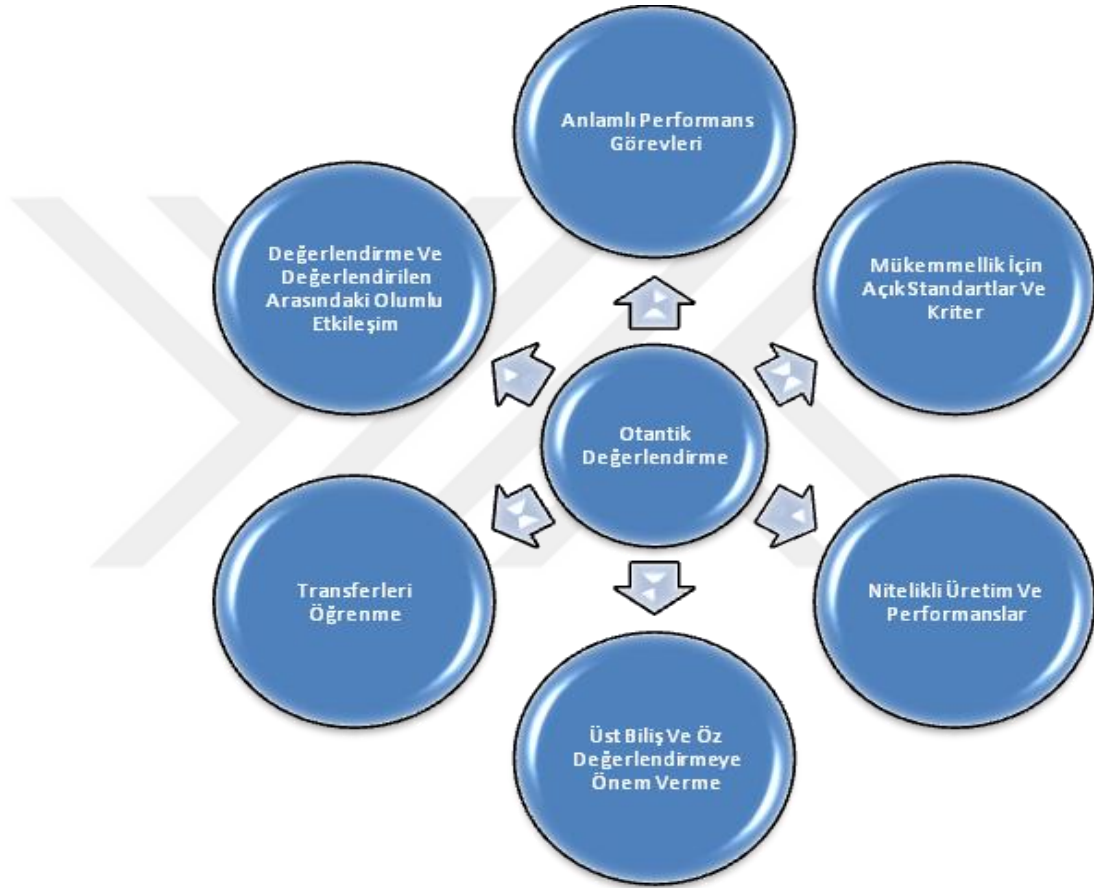 Anlamlı Performans
Görevleri
Mükemmellik İçin
Açık Standartlar Ve
Kriter
Nitelikli Üretim Ve
Performanslar
Üst Biliş Ve Öz
Değerlendirmeye
Önem Verme
Transferleri
Öğrenme
Değerlendirme Ve
Değerlendirilen
Arasındaki Olumlu
Etkileşim
Otantik
Değerlendirme